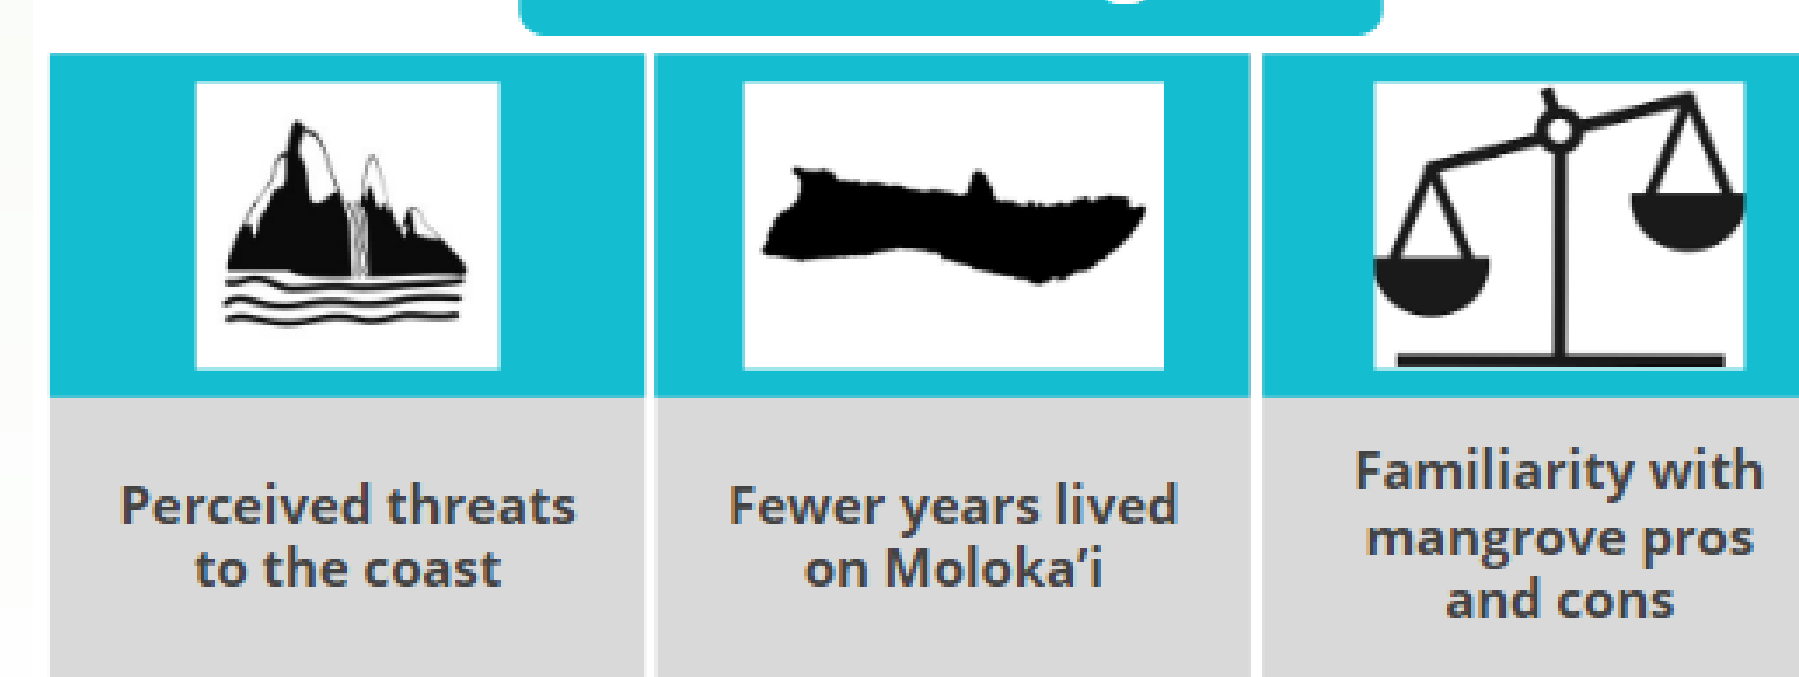 Perceived threats
to the coast
Fewer years lived
on Moloka‘i
Familiarity with
mangrove pros
and cons